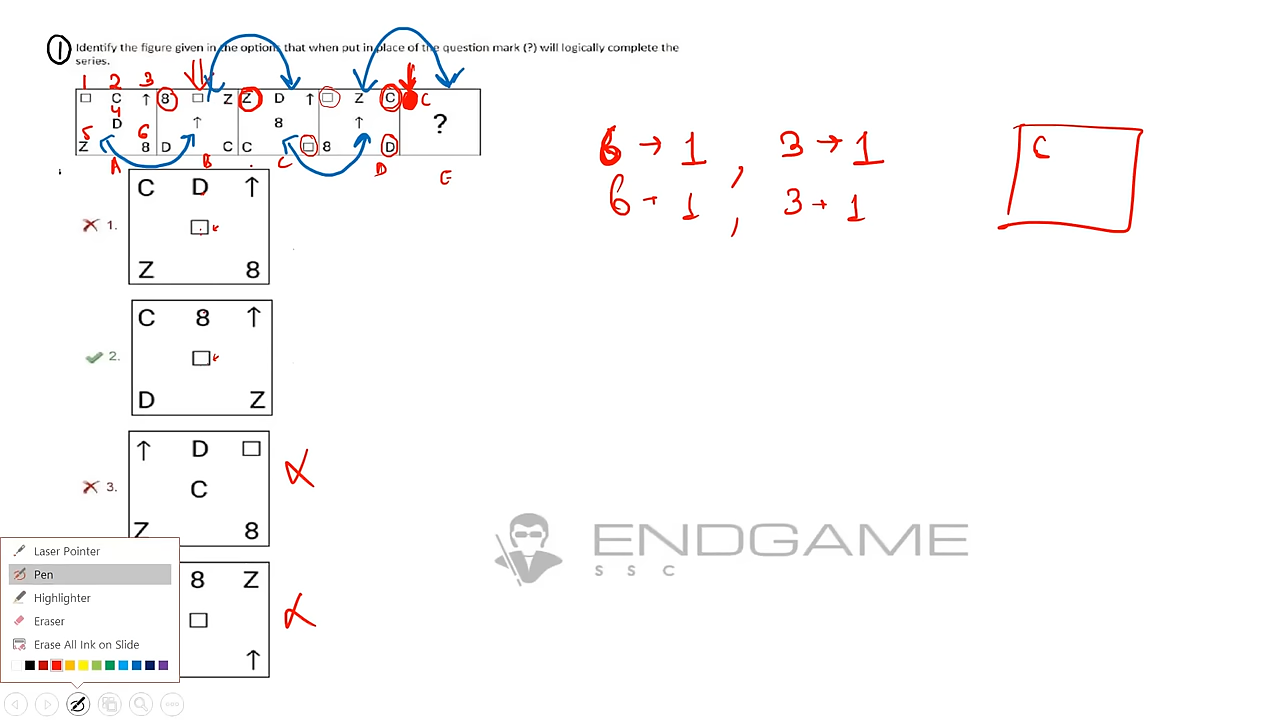 ① Identify the figure given in the options that when put in place of the question mark (?) will logically complete the
series.
1 2 3
□ C ↑ 8 □ Z Z D ↑ □ Z C C
4
D ↑ 8 ↑ ?
5 6
Z 8 D C C □ 8 D
A B C D E
6 → 1 , 3 → 1
6 → 1 , 3 → 1
C
C D ↑
1. □
Z 8
C 8 ↑
2. □
D Z
↑ D □
3. C
Z 8
8 Z
□
↑
Laser Pointer
Pen
Highlighter
Eraser
Erase All Ink on Slide
ENDGAME
SSC